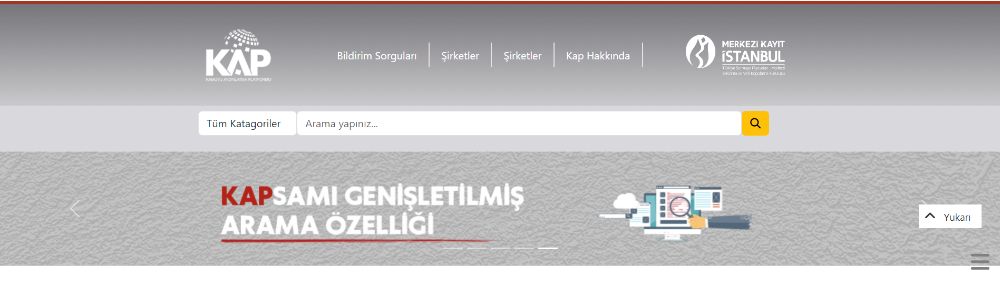 KAP
KAMUYU AYDINLATMA PLATFORMU
Bildirim Sorguları
Şirketler
Şirketler
Kap Hakkında
MERKEZİ KAYIT
İSTANBUL
Türkiye Sermaye Piyasaları - Merkezi
Saklama ve Veri Depolama Kuruluşu
Tüm Katagoriler
Arama yapınız...
KAPSAMI GENİŞLETİLMİŞ
ARAMA ÖZELLİĞİ
Yukarı